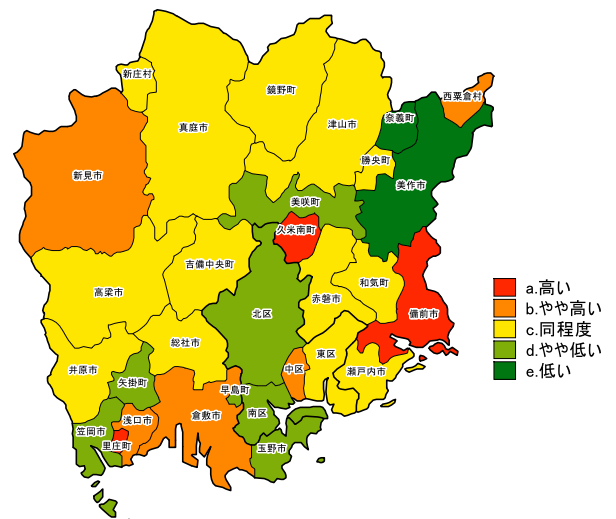 新庄村
鏡野町
西粟倉村
真庭市
津山市
奈義町
勝央町
新見市
美作市
美咲町
久米南町
吉備中央町
高梁市
和気町
赤磐市
北区
備前市
総社市
東区
井原市
中区
瀬戸内市
矢掛町
早島町
浅口市
倉敷市
南区
笠岡市
里庄町
玉野市
a.高い
b.やや高い
c.同程度
d.やや低い
e.低い